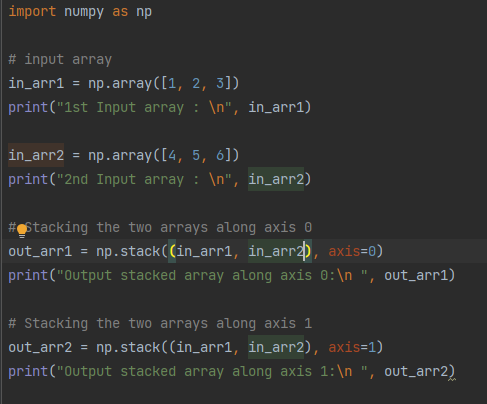 import numpy as np
# input array
in_arr1 = np.array([1, 2, 3])
print("1st Input array : \n", in_arr1)
in_arr2 = np.array([4, 5, 6])
print("2nd Input array : \n", in_arr2)
# Stacking the two arrays along axis 0
out_arr1 = np.stack((in_arr1, in_arr2), axis=0)
print("Output stacked array along axis 0:\n ", out_arr1)
# Stacking the two arrays along axis 1
out_arr2 = np.stack((in_arr1, in_arr2), axis=1)
print("Output stacked array along axis 1:\n ", out_arr2)